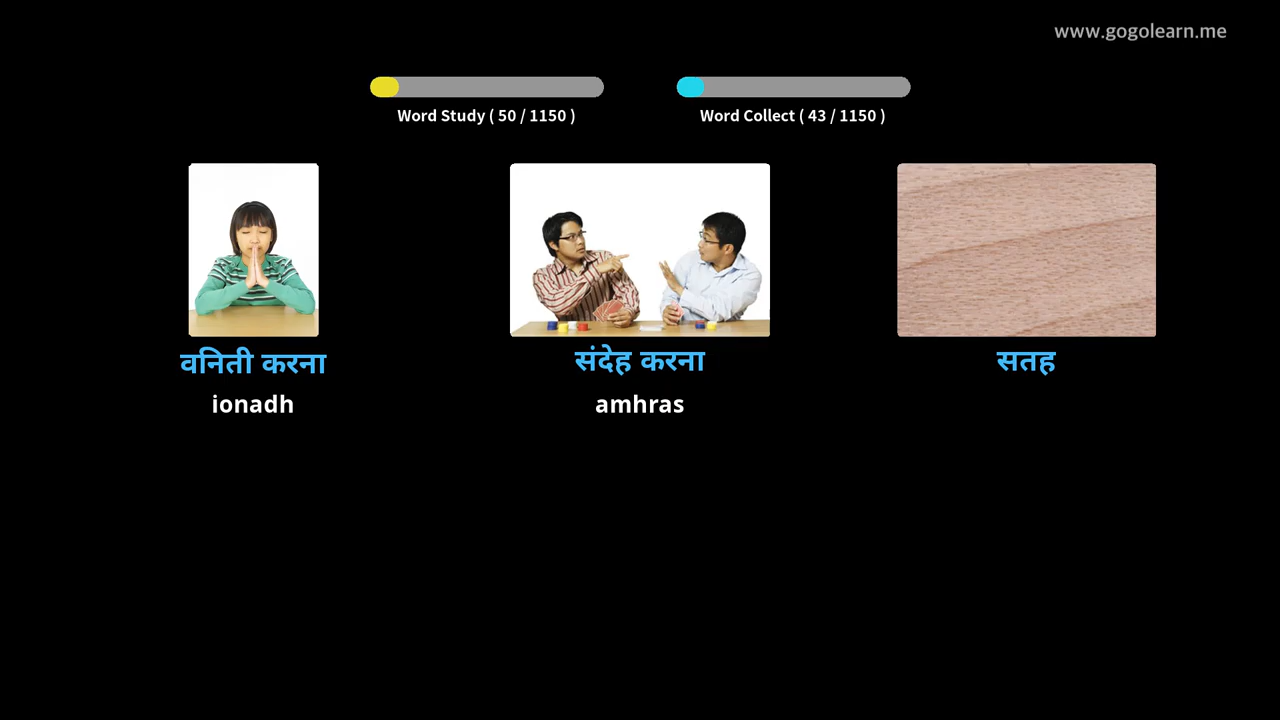 www.gogolearn.me
Word Study ( 50 / 1150 )
Word Collect ( 43 / 1150 )
वनिती करना
संदेह करना
सतह
ionadh
amhras